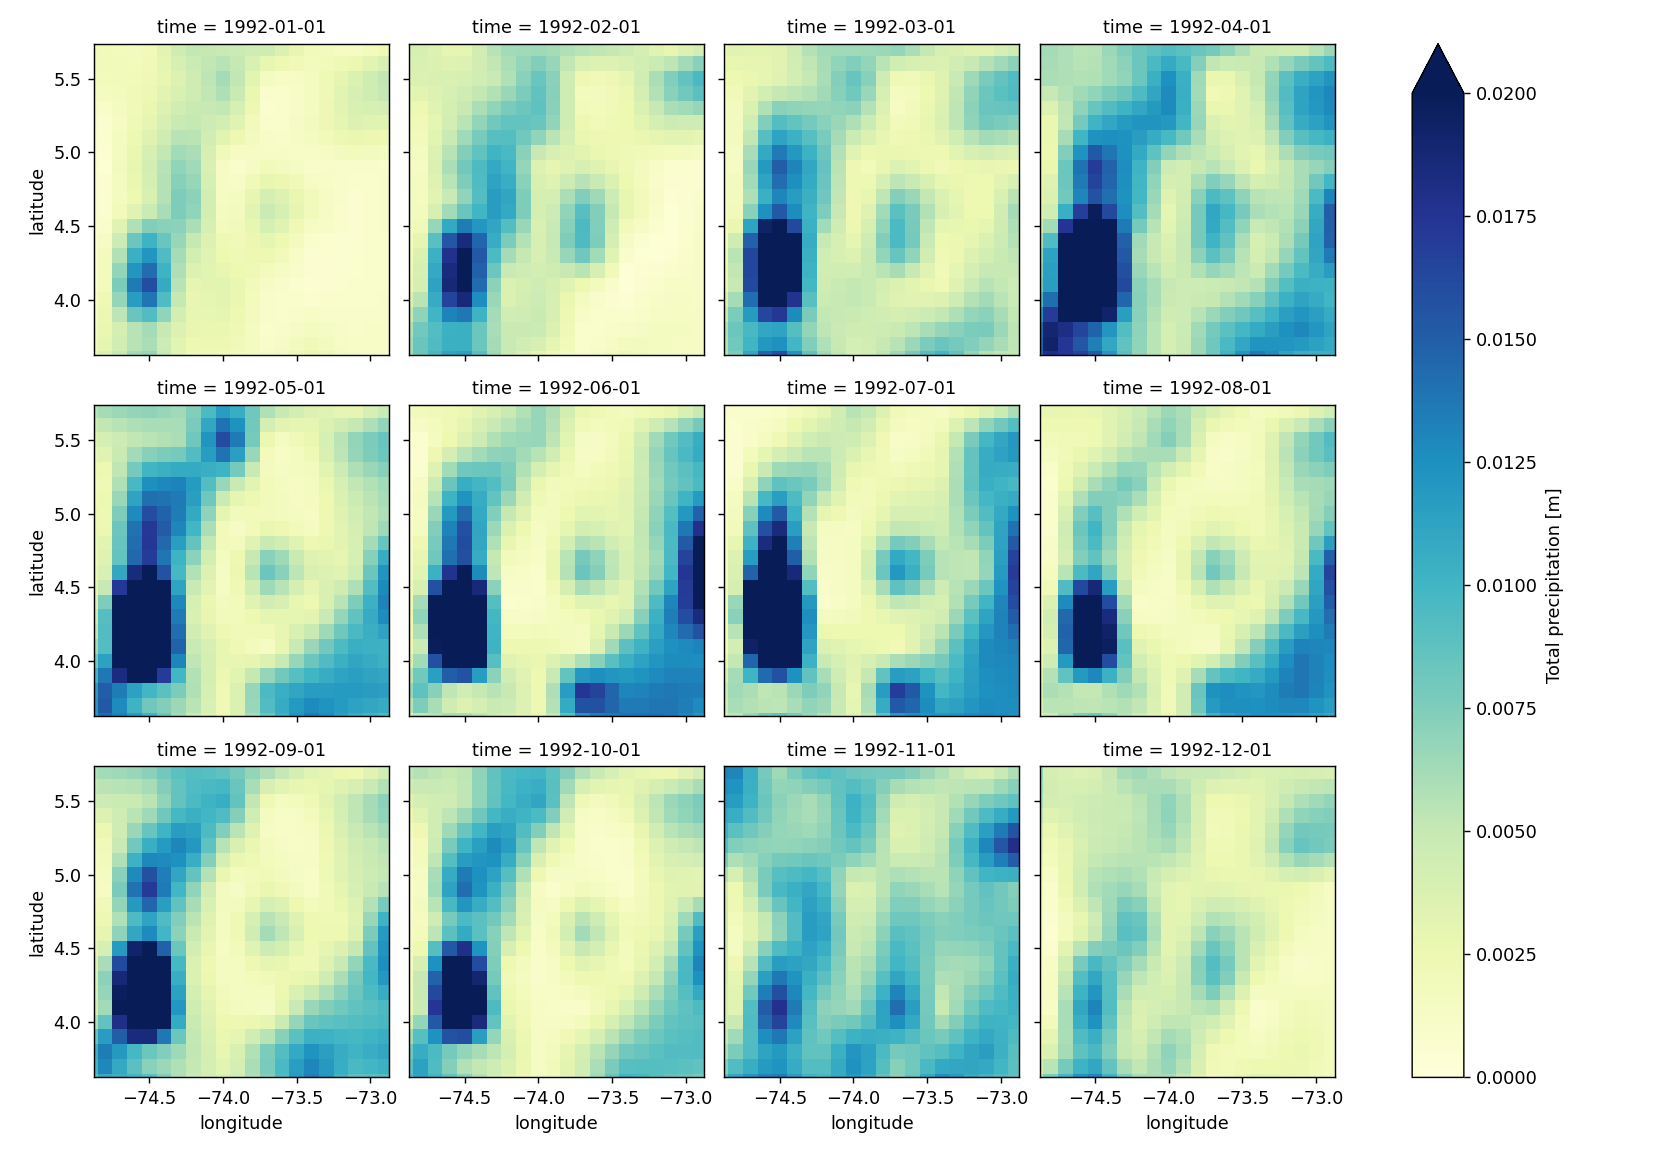 time = 1992-01-01
time = 1992-02-01
time = 1992-03-01
time = 1992-04-01
5.5
5.0
4.5
4.0
latitude
time = 1992-05-01
time = 1992-06-01
time = 1992-07-01
time = 1992-08-01
5.5
5.0
4.5
4.0
latitude
time = 1992-09-01
time = 1992-10-01
time = 1992-11-01
time = 1992-12-01
5.5
5.0
4.5
4.0
latitude
−74.5 −74.0 −73.5 −73.0
longitude
−74.5 −74.0 −73.5 −73.0
longitude
−74.5 −74.0 −73.5 −73.0
longitude
−74.5 −74.0 −73.5 −73.0
longitude
0.0200
0.0175
0.0150
0.0125
0.0100
0.0075
0.0050
0.0025
0.0000
Total precipitation [m]